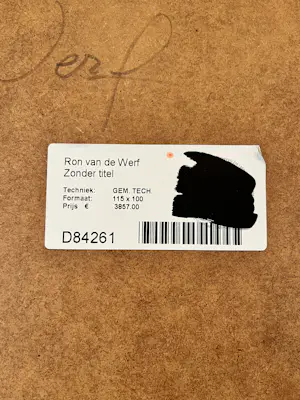 Werf
Ron van de Werf
Zonder titel
Techniek: GEM. TECH.
Formaat: 115 x 100
Prijs € 3857.00
D84261